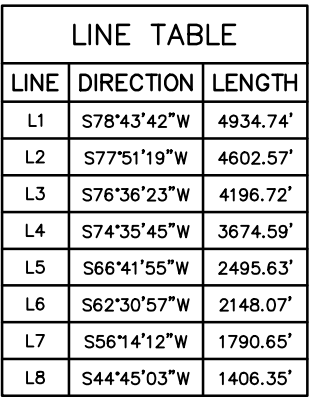 LINE TABLE
LINE DIRECTION LENGTH
L1 S78°43'42"W 4934.74'
L2 S77°51'19"W 4602.57'
L3 S76°36'23"W 4196.72'
L4 S74°35'45"W 3674.59'
L5 S66°41'55"W 2495.63'
L6 S62°30'57"W 2148.07'
L7 S56°14'12"W 1790.65'
L8 S44°45'03"W 1406.35'